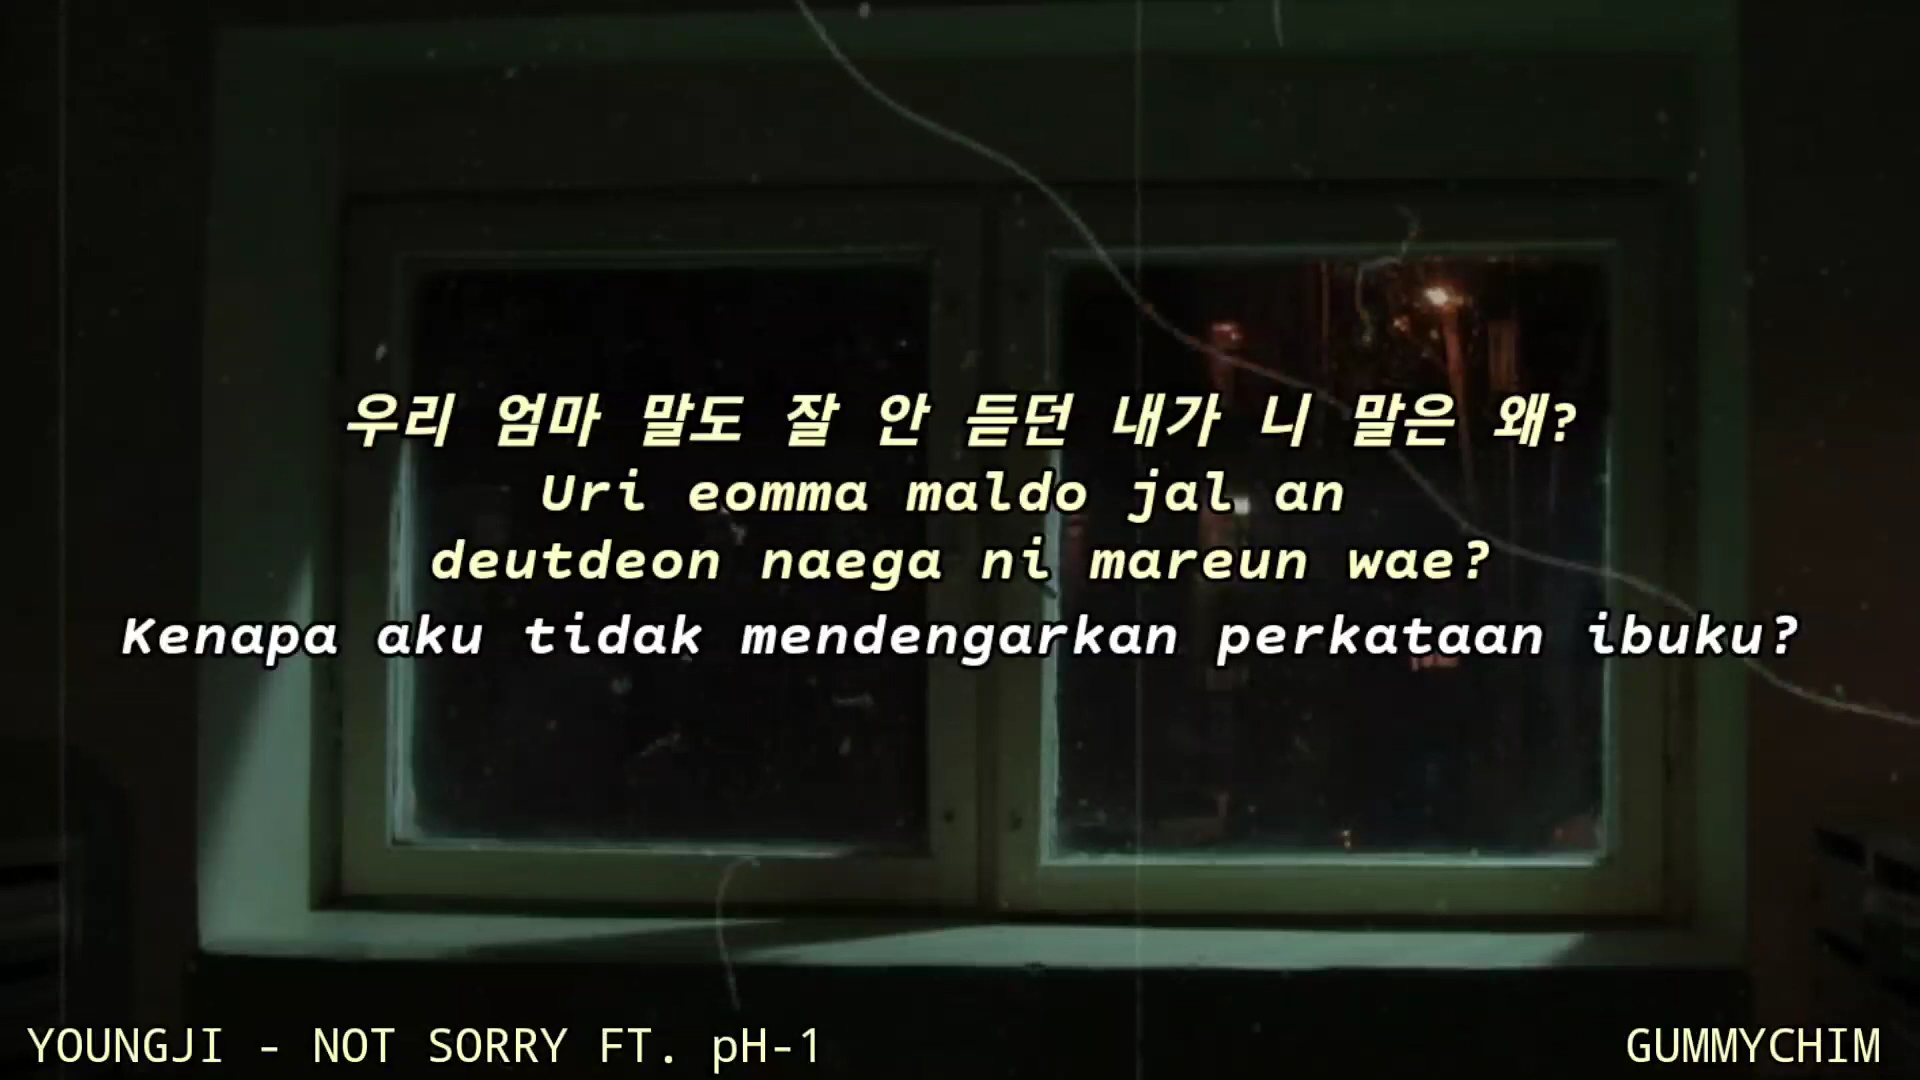 우리 엄마 말도 잘 안 듣던 내가 니 말은 왜?
Uri eomma maldo jal an
deutdeon naega ni mareun wae?
Kenapa aku tidak mendengarkan perkataan ibuku?
YOUNGJI - NOT SORRY FT. pH-1
GUMMYCHIM